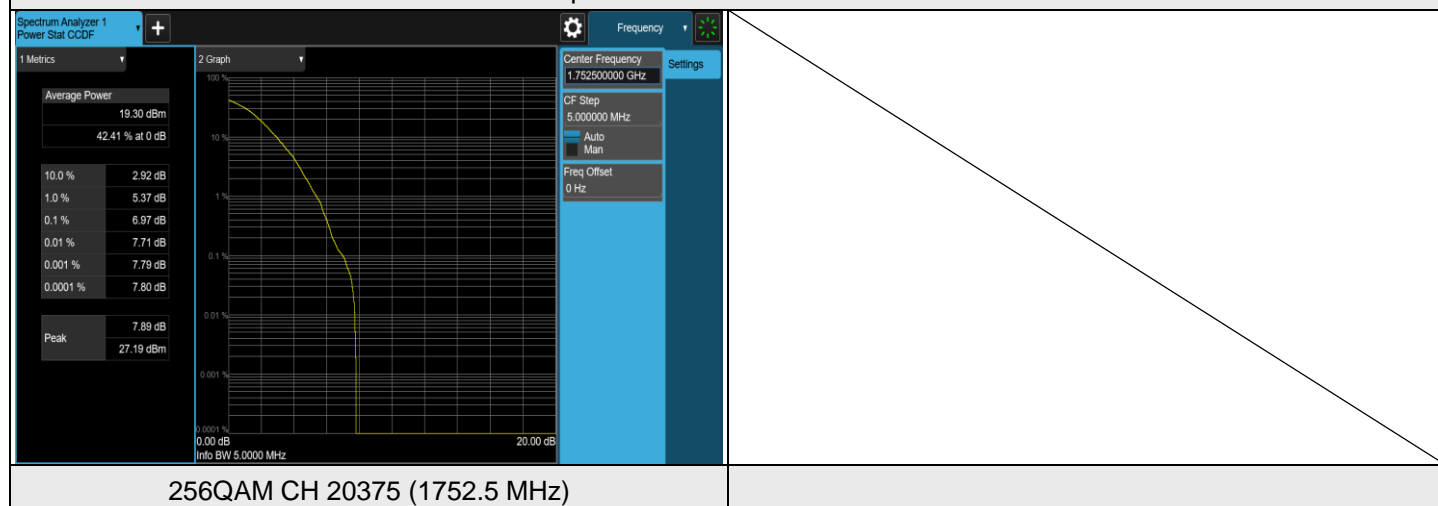 Spectrum Analyzer 1
Power Stat CCDF
+
Frequency
1 Metrics
2 Graph
Center Frequency
1.752500000 GHz
Settings
CF Step
5.000000 MHz
Auto
Man
Freq Offset
0 Hz
Average Power
19.30 dBm
42.41 % at 0 dB
10.0 % 2.92 dB
1.0 % 5.37 dB
0.1 % 6.97 dB
0.01 % 7.71 dB
0.001 % 7.79 dB
0.0001 % 7.80 dB
Peak
7.89 dB
27.19 dBm
100 %
10 %
1 %
0.1 %
0.01 %
0.001 %
0.0001 %
0.00 dB 20.00 dB
Info BW 5.0000 MHz
256QAM CH 20375 (1752.5 MHz)